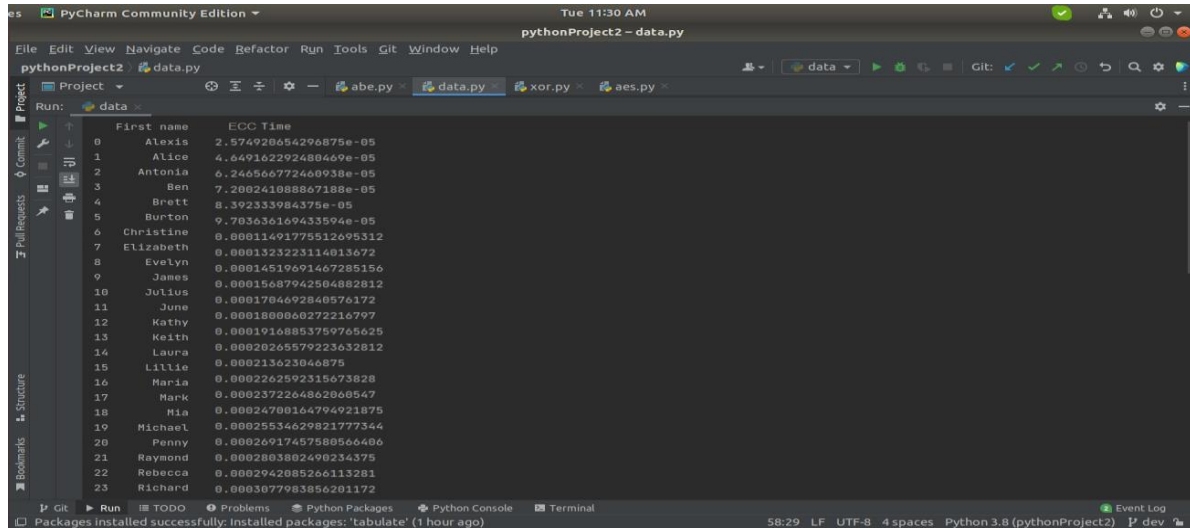 es PyCharm Community Edition Tue 11:30 AM
pythonProject2 – data.py
File Edit View Navigate Code Refactor Run Tools Git Window Help
pythonProject2 data.py data Git:
Project Project abe.py data.py xor.py aes.py
Run: data
First name ECC Time
0 Alexis 2.574920654296875e-05
1 Alice 4.649162292480469e-05
2 Antonia 6.246566772460938e-05
3 Ben 7.200241088867188e-05
4 Brett 8.392333984375e-05
5 Burton 9.703636169433594e-05
6 Christine 0.00011491775512695312
7 Elizabeth 0.0001323223114013672
8 Evelyn 0.00014519691467285156
9 James 0.00015687942504882812
10 Julius 0.0001704692840576172
11 June 0.0001800060272216797
12 Kathy 0.00019168853759765625
13 Keith 0.00020265579223632812
14 Laura 0.000213623046875
15 Lillie 0.0002262592315673828
16 Maria 0.0002372264862060547
17 Mark 0.00024700164794921875
18 Mia 0.00025534629821777344
19 Michael 0.00026917457580566406
20 Penny 0.0002803802490234375
21 Raymond 0.0002942085266113281
22 Rebecca 0.0003077983856201172
23 Richard
Commit
Pull Requests
Structure
Bookmarks
Git Run TODO Problems Python Packages Python Console Terminal 2 Event Log
Packages installed successfully: Installed packages: 'tabulate' (1 hour ago) 58:29 LF UTF-8 4 spaces Python 3.8 (pythonProject2) dev